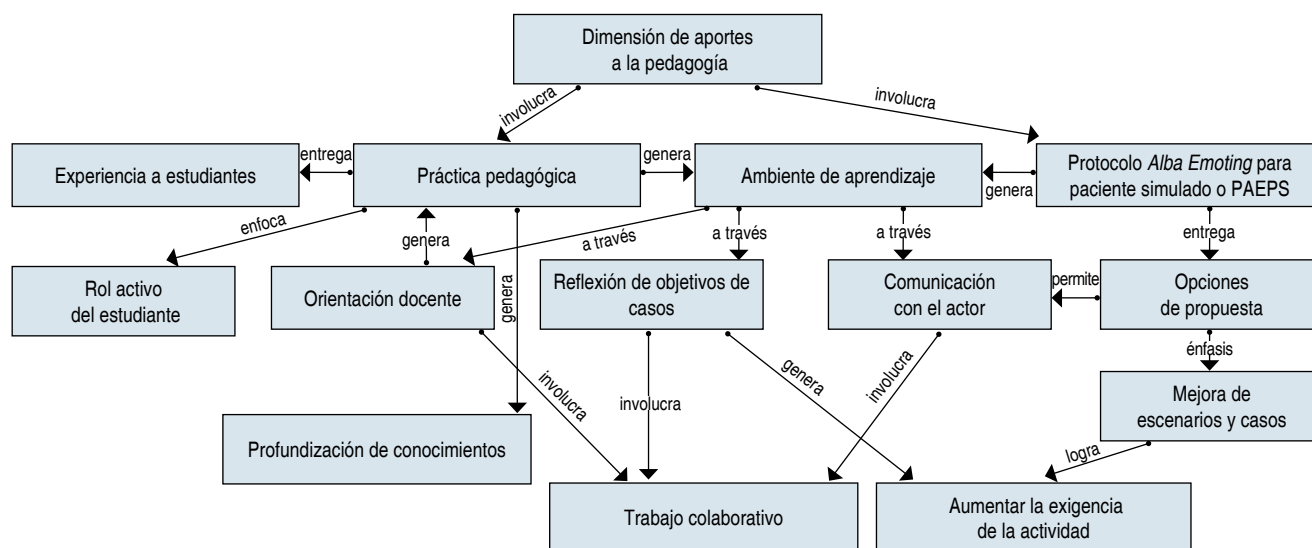 Dimensión de aportes
a la pedagogía
involucra
involucra
Experiencia a estudiantes
entrega
Práctica pedagógica
genera
Ambiente de aprendizaje
genera
Protocolo Alba Emoting para
paciente simulado o PAEPS
enfoca
genera
a través
a través
a través
entrega
Rol activo
del estudiante
Orientación docente
genera
Reflexión de objetivos de
casos
Comunicación
con el actor
permite
Opciones
de propuesta
énfasis
involucra
involucra
genera
involucra
Mejora de
escenarios y casos
Profundización de conocimientos
logra
Trabajo colaborativo
Aumentar la exigencia
de la actividad